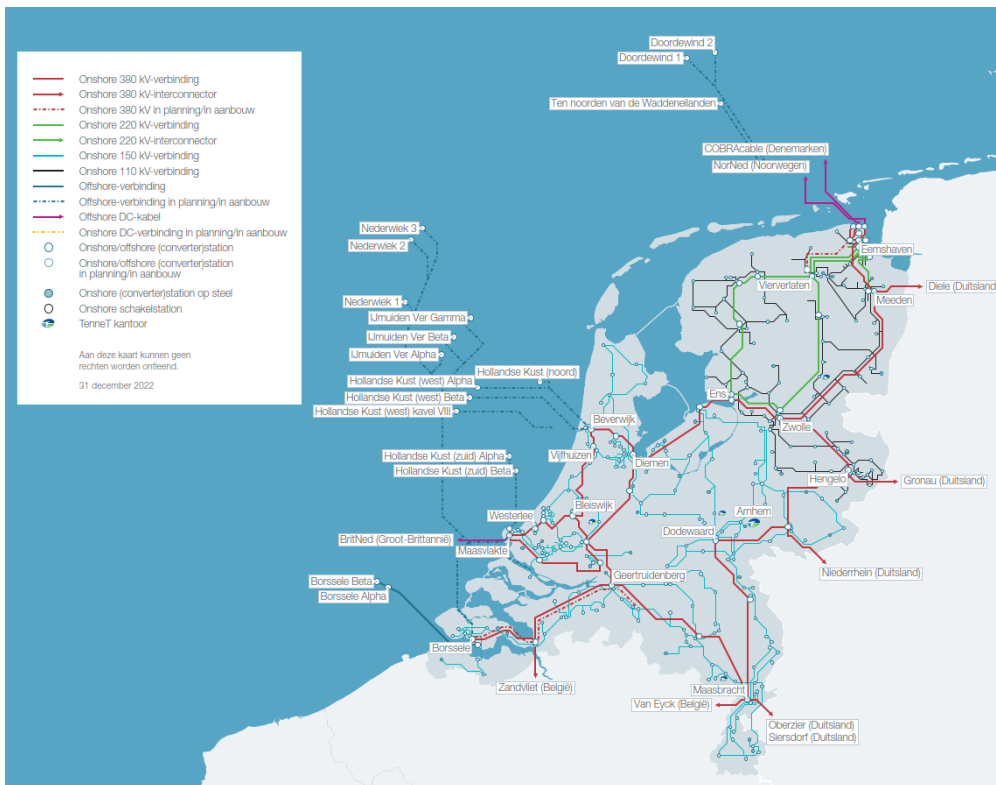 Onshore 380 kV-verbinding
Onshore 380 kV-interconnector
Onshore 380 kV in planning/in aanbouw
Onshore 220 kV-verbinding
Onshore 220 kV-interconnector
Onshore 150 kV-verbinding
Onshore 110 kV-verbinding
Offshore-verbinding
Offshore-verbinding in planning/in aanbouw
Offshore DC-kabel
Onshore DC-verbinding in planning/in aanbouw
Onshore/offshore (converter)station
Onshore/offshore (converter)station
in planning/in aanbouw
Onshore (converter)station op steel
Onshore schakelstation
TenneT kantoor
Aan deze kaart kunnen geen
rechten worden ontleend.
31 december 2022
Doordewind 2
Doordewind 1
Ten noorden van de Waddeneilanden
COBRAcable (Denemarken)
NorNed (Noorwegen)
Nederwiek 3
Nederwiek 2
Eemshaven
Vierverlaten
Diele (Duitsland)
Meeden
Nederwiek 1
IJmuiden Ver Gamma
IJmuiden Ver Beta
IJmuiden Ver Alpha
Hollandse Kust (noord)
Hollandse Kust (west) Alpha
Hollandse Kust (west) Beta
Hollandse Kust (west) kavel VIII
Ens
Beverwijk
Zwolle
Vijfhuizen
Diemen
Hollandse Kust (zuid) Alpha
Hollandse Kust (zuid) Beta
Hengelo
Gronau (Duitsland)
Bleiswijk
Westerlee
Arnhem
Dodewaard
BritNed (Groot-Brittannië)
Maasvlakte
Niederrhein (Duitsland)
Geertruidenberg
Borssele Beta
Borssele Alpha
Borssele
Zandvliet (België)
Maasbracht
Van Eyck (België)
Oberzier (Duitsland)
Siersdorf (Duitsland)